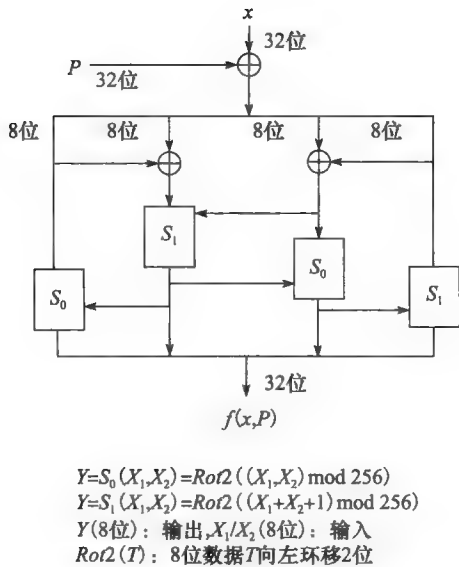 x
32位
P
32位
8位 8位 8位 8位
S₁
S₀
S₀
S₁
32位
f(x,P)
Y=S₀(X₁,X₂)=Rot2((X₁,X₂)mod 256)
Y=S₁(X₁,X₂)=Rot2((X₁+X₂+1)mod 256)
Y(8位)：输出,X₁/X₂(8位)：输入
Rot2(T)：8位数据T向左环移2位